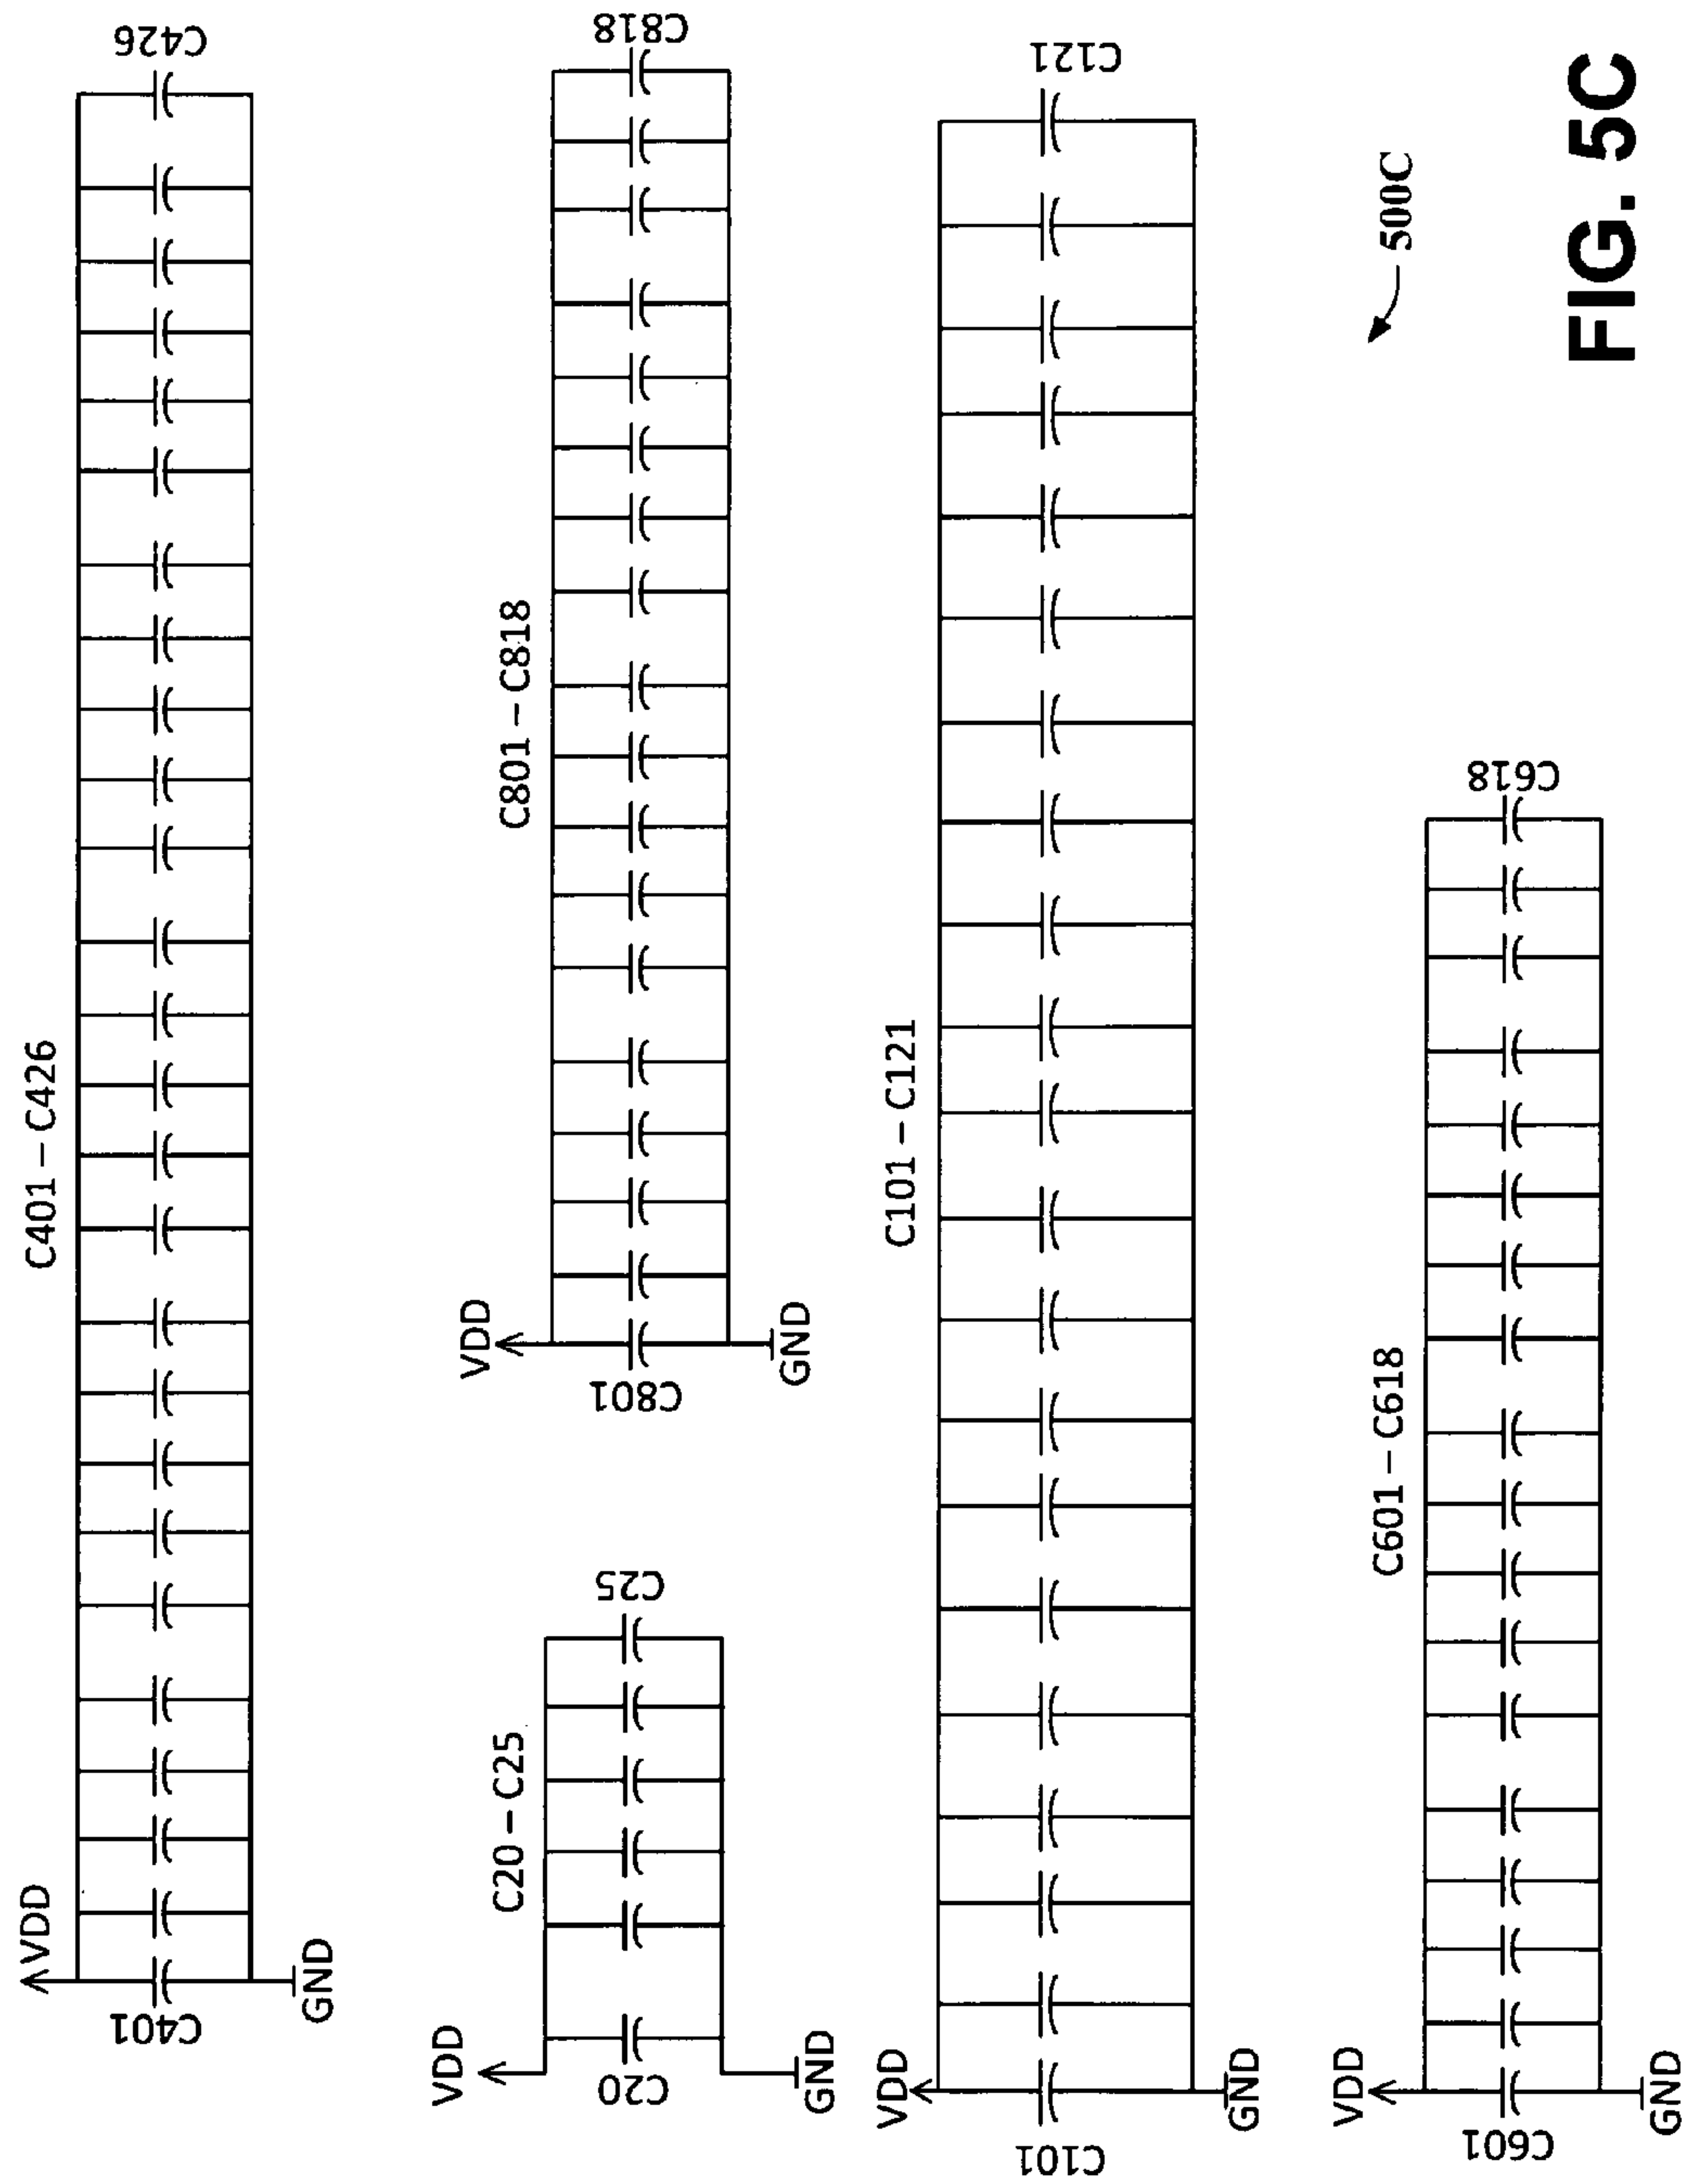 C401 – C426
VDD
C401
C426
GND
C20 – C25
VDD
C20
C25
GND
C801 – C818
VDD
C801
C818
GND
C101 – C121
VDD
C101
C121
GND
C601 – C618
VDD
C601
C618
GND
500C
FIG. 5C